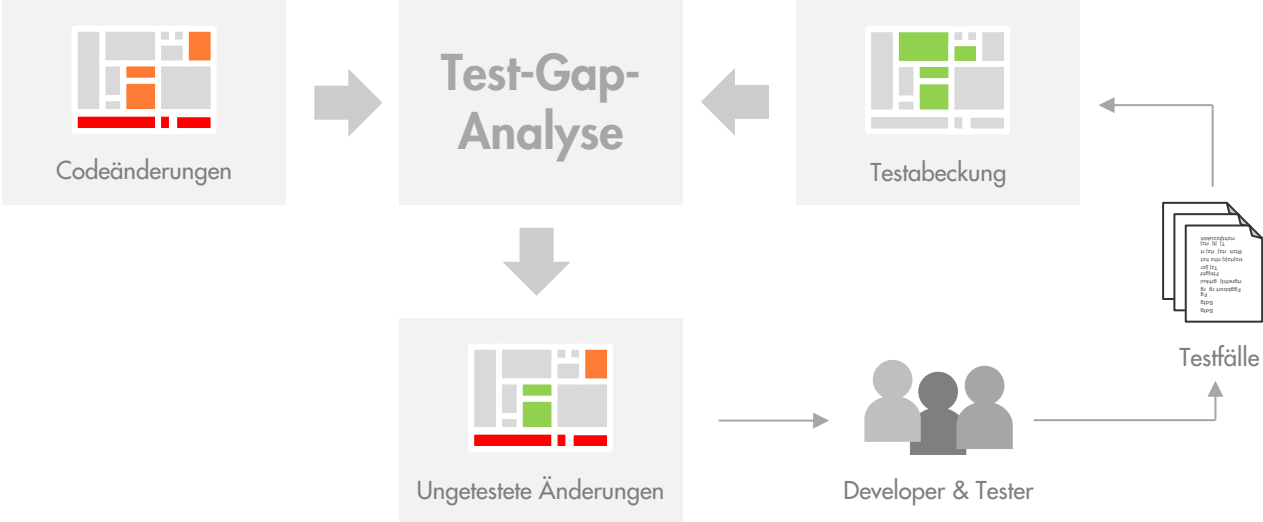 Test-Gap-
Analyse
Codeänderungen
Testabeckung
Testfälle
Ungetestete Änderungen
Developer & Tester